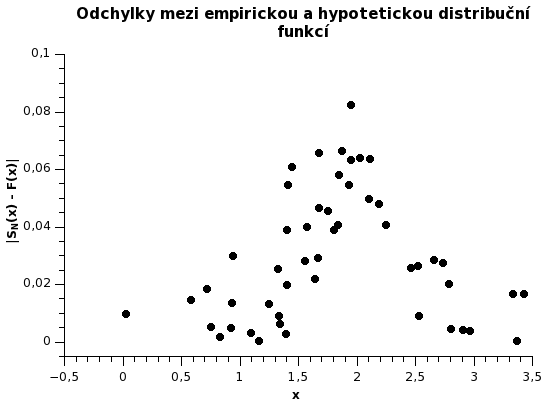 Odchylky mezi empirickou a hypotetickou distribuční
funkcí
0,1
0,08
0,06
0,04
0,02
0
|S_N(x) - F(x)|
−0,5 0 0,5 1 1,5 2 2,5 3 3,5
x